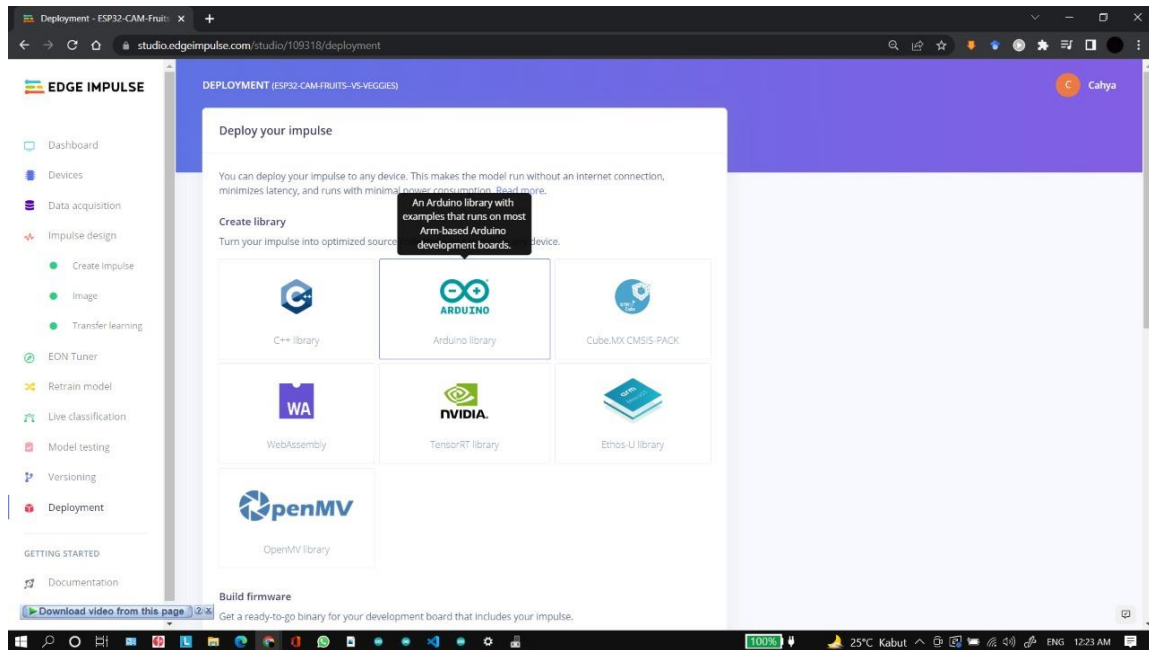 Deployment - ESP32-CAM-Fruit
studio.edgeimpulse.com/studio/109318/deployment
EDGE IMPULSE
DEPLOYMENT (ESP32-CAM-FRUITS--VS-VEGGIES)
C Cahya
Dashboard
Devices
Data acquisition
Impulse design
Create impulse
Image
Transfer learning
EON Tuner
Retrain model
Live classification
Model testing
Versioning
Deployment
GETTING STARTED
Documentation
Download video from this page
Deploy your impulse
You can deploy your impulse to any device. This makes the model run without an internet connection,
minimizes latency, and runs with minimal power consumption. Read more.
An Arduino library with
examples that runs on most
Arm-based Arduino
development boards.
Create library
Turn your impulse into optimized source device.
C++ library
ARDUINO
Arduino library
Cube.MX CMSIS-PACK
WA
WebAssembly
NVIDIA.
TensorRT library
arm
Ethos-U library
OpenMV
OpenMV library
Build firmware
Get a ready-to-go binary for your development board that includes your impulse.
100%
25°C Kabut
ENG
12:23 AM